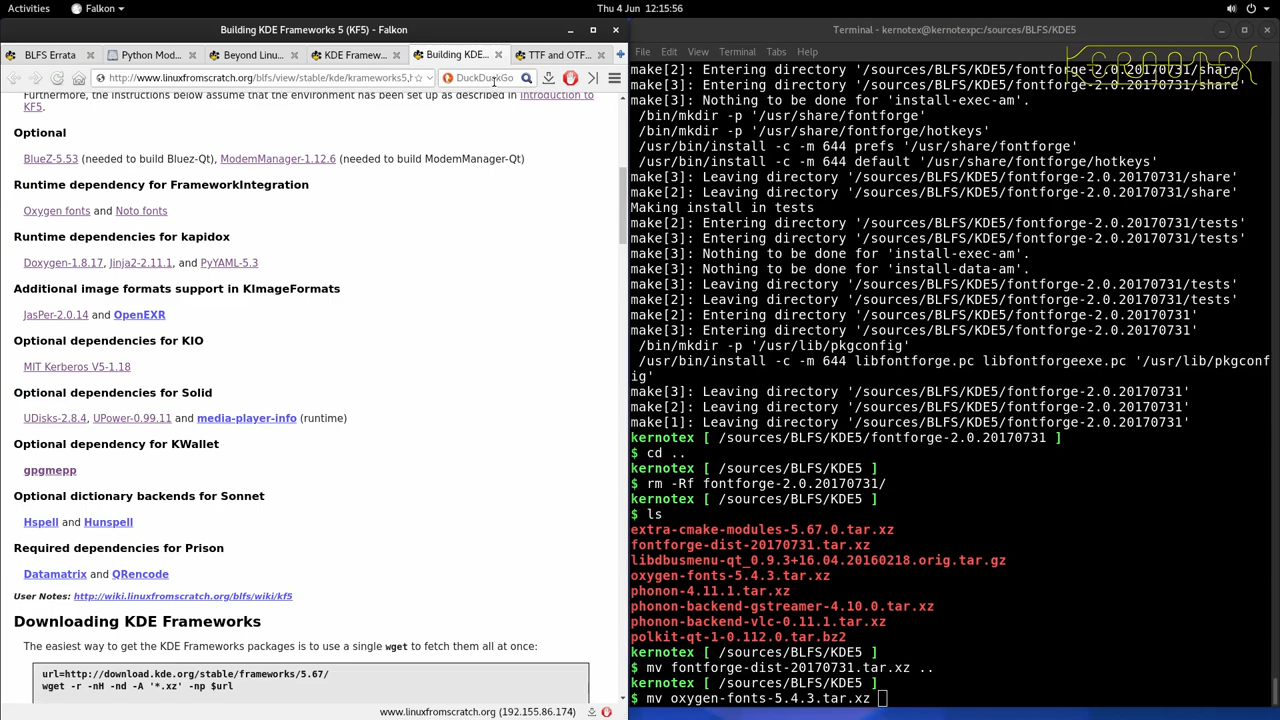 Activities
Falkon
Thu 4 Jun 12:15:56
Building KDE Frameworks 5 (KF5) - Falkon
BLFS Errata
Python Mod...
Beyond Linu...
KDE Framew...
Building KDE...
TTF and OTF...
http://www.linuxfromscratch.org/blfs/view/stable/kde/frameworks5.h
DuckDuckGo
Furthermore, the instructions below assume that the environment has been set up as described in Introduction to
KF5.
Optional
BlueZ-5.53 (needed to build Bluez-Qt), ModemManager-1.12.6 (needed to build ModemManager-Qt)
Runtime dependency for FrameworkIntegration
Oxygen fonts and Noto fonts
Runtime dependencies for kapidox
Doxygen-1.8.17, Jinja2-2.11.1, and PyYAML-5.3
Additional image formats support in KImageFormats
JasPer-2.0.14 and OpenEXR
Optional dependencies for KIO
MIT Kerberos V5-1.18
Optional dependencies for Solid
UDisks-2.8.4, UPower-0.99.11 and media-player-info (runtime)
Optional dependency for KWallet
gpgmepp
Optional dictionary backends for Sonnet
Hspell and Hunspell
Required dependencies for Prison
Datamatrix and QRencode
User Notes: http://wiki.linuxfromscratch.org/blfs/wiki/kf5
Downloading KDE Frameworks
The easiest way to get the KDE Frameworks packages is to use a single wget to fetch them all at once:
url=http://download.kde.org/stable/frameworks/5.67/
wget -r -nH -nd -A '*.xz' -np $url
www.linuxfromscratch.org (192.155.86.174)
Terminal - kernotex@kernotexpc:/sources/BLFS/KDE5
File Edit View Terminal Tabs Help
KERNOTEX
make[2]: Entering directory '/sources/BLFS/KDE5/fontforge-2.0.20170731/share'
make[3]: Entering directory '/sources/BLFS/KDE5/fontforge-2.0.20170731/share'
make[3]: Nothing to be done for 'install-exec-am'.
/bin/mkdir -p '/usr/share/fontforge'
/bin/mkdir -p '/usr/share/fontforge/hotkeys'
/usr/bin/install -c -m 644 prefs '/usr/share/fontforge'
/usr/bin/install -c -m 644 default '/usr/share/fontforge/hotkeys'
make[3]: Leaving directory '/sources/BLFS/KDE5/fontforge-2.0.20170731/share'
make[2]: Leaving directory '/sources/BLFS/KDE5/fontforge-2.0.20170731/share'
Making install in tests
make[2]: Entering directory '/sources/BLFS/KDE5/fontforge-2.0.20170731/tests'
make[3]: Entering directory '/sources/BLFS/KDE5/fontforge-2.0.20170731/tests'
make[3]: Nothing to be done for 'install-exec-am'.
make[3]: Nothing to be done for 'install-data-am'.
make[3]: Leaving directory '/sources/BLFS/KDE5/fontforge-2.0.20170731/tests'
make[2]: Leaving directory '/sources/BLFS/KDE5/fontforge-2.0.20170731/tests'
make[2]: Entering directory '/sources/BLFS/KDE5/fontforge-2.0.20170731'
make[3]: Entering directory '/sources/BLFS/KDE5/fontforge-2.0.20170731'
/bin/mkdir -p '/usr/lib/pkgconfig'
/usr/bin/install -c -m 644 libfontforge.pc libfontforgeexe.pc '/usr/lib/pkgconf
ig'
make[3]: Leaving directory '/sources/BLFS/KDE5/fontforge-2.0.20170731'
make[2]: Leaving directory '/sources/BLFS/KDE5/fontforge-2.0.20170731'
make[1]: Leaving directory '/sources/BLFS/KDE5/fontforge-2.0.20170731'
kernotex [ /sources/BLFS/KDE5/fontforge-2.0.20170731 ]
$ cd ..
kernotex [ /sources/BLFS/KDE5 ]
$ rm -Rf fontforge-2.0.20170731/
kernotex [ /sources/BLFS/KDE5 ]
$ ls
extra-cmake-modules-5.67.0.tar.xz
fontforge-dist-20170731.tar.xz
libdbusmenu-qt_0.9.3+16.04.20160218.orig.tar.gz
oxygen-fonts-5.4.3.tar.xz
phonon-4.11.1.tar.xz
phonon-backend-gstreamer-4.10.0.tar.xz
phonon-backend-vlc-0.11.1.tar.xz
polkit-qt-1-0.112.0.tar.bz2
kernotex [ /sources/BLFS/KDE5 ]
$ mv fontforge-dist-20170731.tar.xz ..
kernotex [ /sources/BLFS/KDE5 ]
$ mv oxygen-fonts-5.4.3.tar.xz